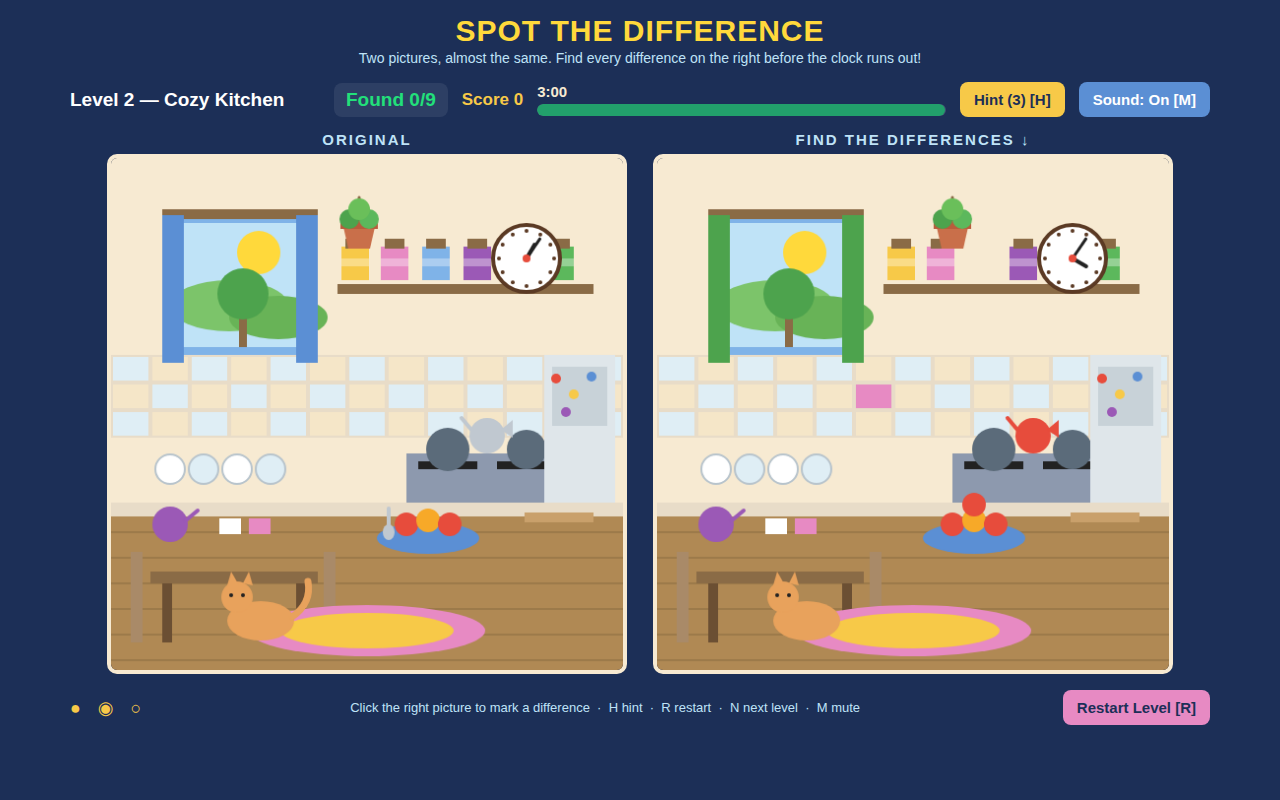 SPOT THE DIFFERENCE
Two pictures, almost the same. Find every difference on the right before the clock runs out!
Level 2 — Cozy Kitchen
Found 0/9
Score 0
3:00
Hint (3) [H]
Sound: On [M]
ORIGINAL
FIND THE DIFFERENCES ↓
Click the right picture to mark a difference · H hint · R restart · N next level · M mute
Restart Level [R]